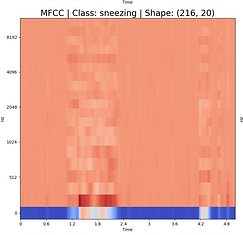 Time
MFCC | Class: sneezing | Shape: (216, 20)
Hz
8192
4096
2048
1024
512
0
Hz
0 0.6 1.2 1.8 2.4 3 3.6 4.2 4.8
Time